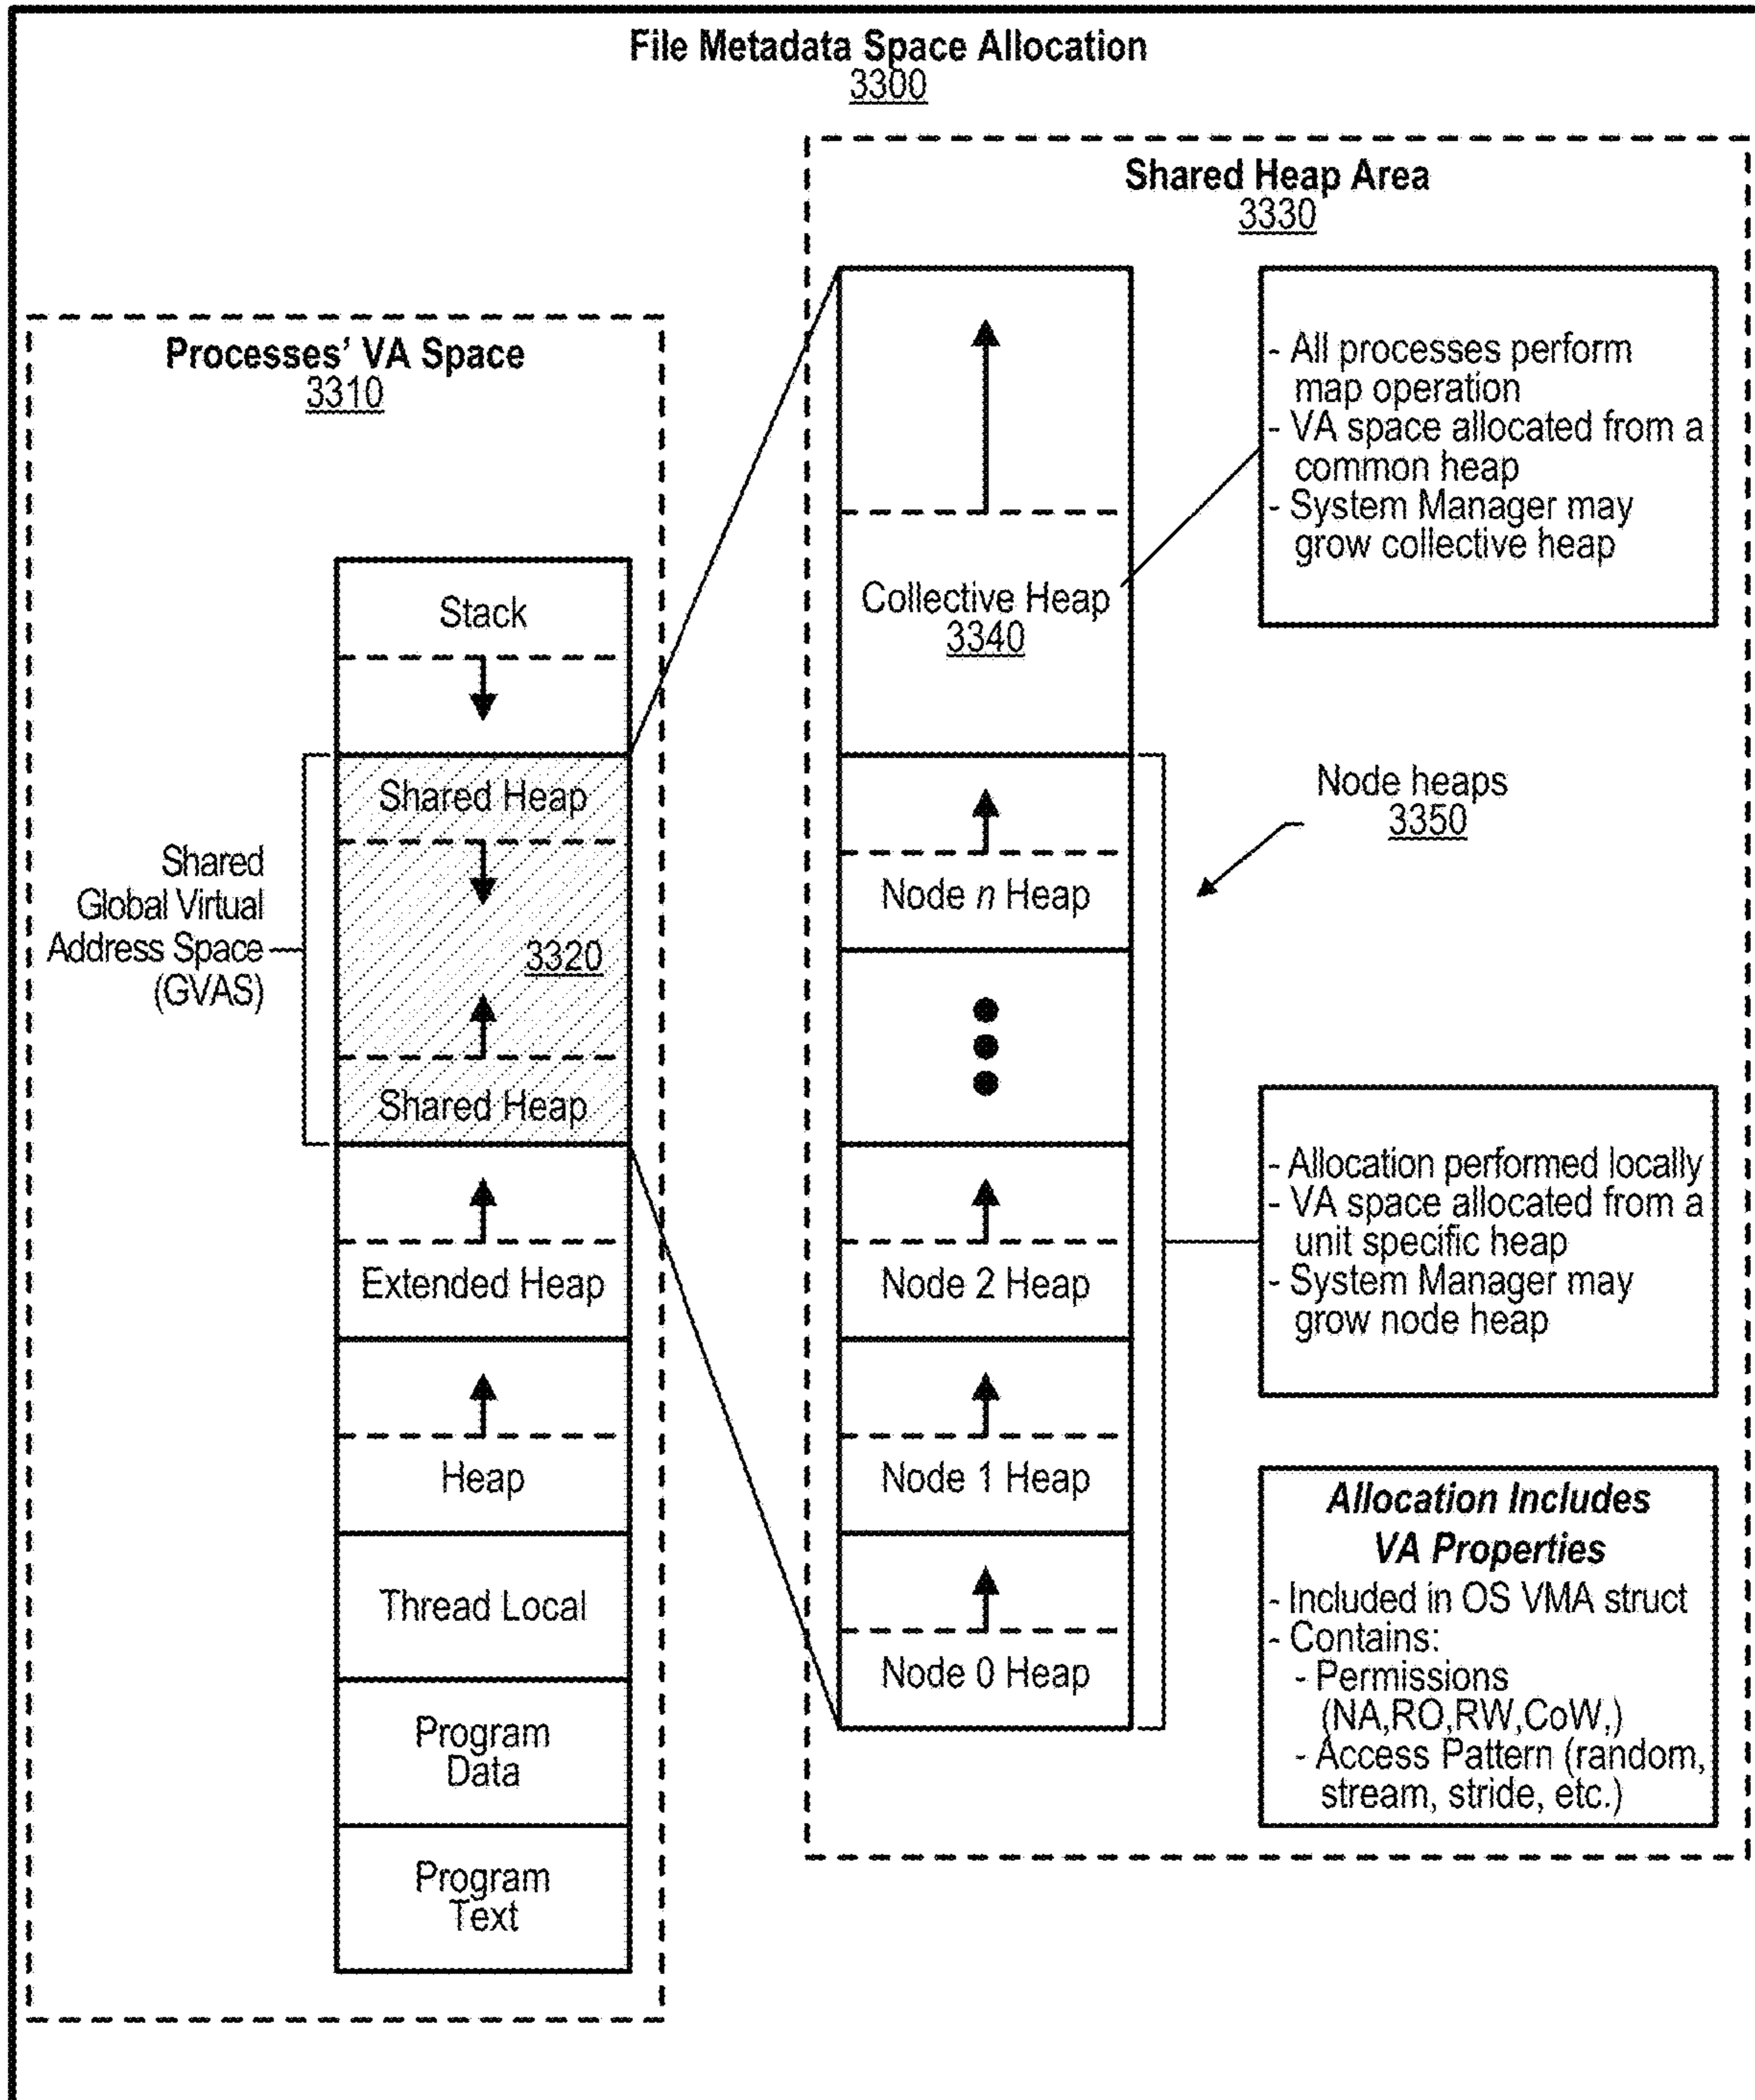 File Metadata Space Allocation
3300
Processes' VA Space
3310
Stack
Shared Heap
3320
Shared Heap
Shared
Global Virtual
Address Space
(GVAS)
Extended Heap
Heap
Thread Local
Program
Data
Program
Text
Shared Heap Area
3330
Collective Heap
3340
Node n Heap
Node 2 Heap
Node 1 Heap
Node 0 Heap
- All processes perform
map operation
- VA space allocated from a
common heap
- System Manager may
grow collective heap
Node heaps
3350
- Allocation performed locally
- VA space allocated from a
unit specific heap
- System Manager may
grow node heap
Allocation Includes
VA Properties
- Included in OS VMA struct
- Contains:
- Permissions
(NA,RO,RW,CoW,)
- Access Pattern (random,
stream, stride, etc.)